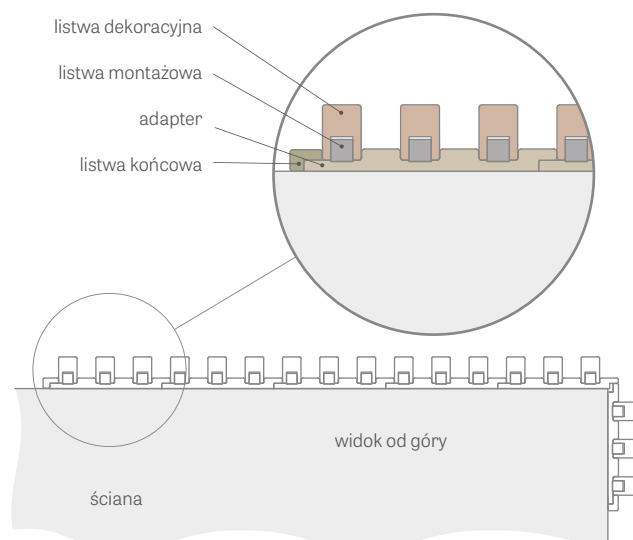 listwa dekoracyjna
listwa montażowa
adapter
listwa końcowa
widok od góry
ściana